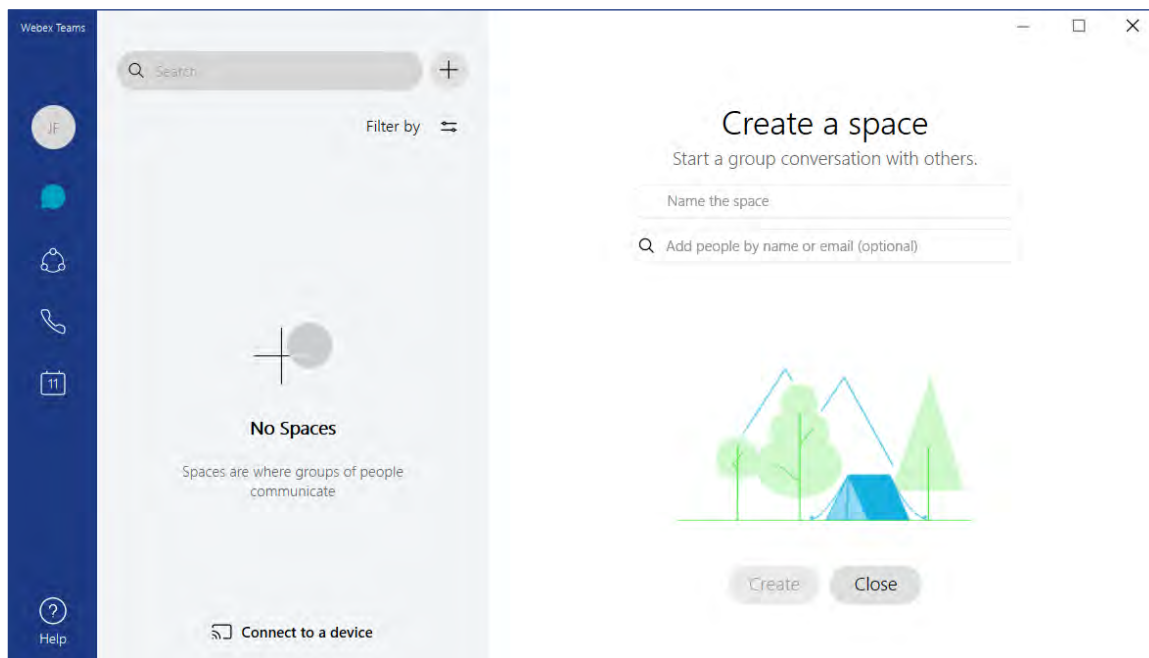 Webex Teams
Search
JF
Filter by
11
No Spaces
Spaces are where groups of people
communicate
Connect to a device
Help
Create a space
Start a group conversation with others.
Name the space
Add people by name or email (optional)
Create
Close